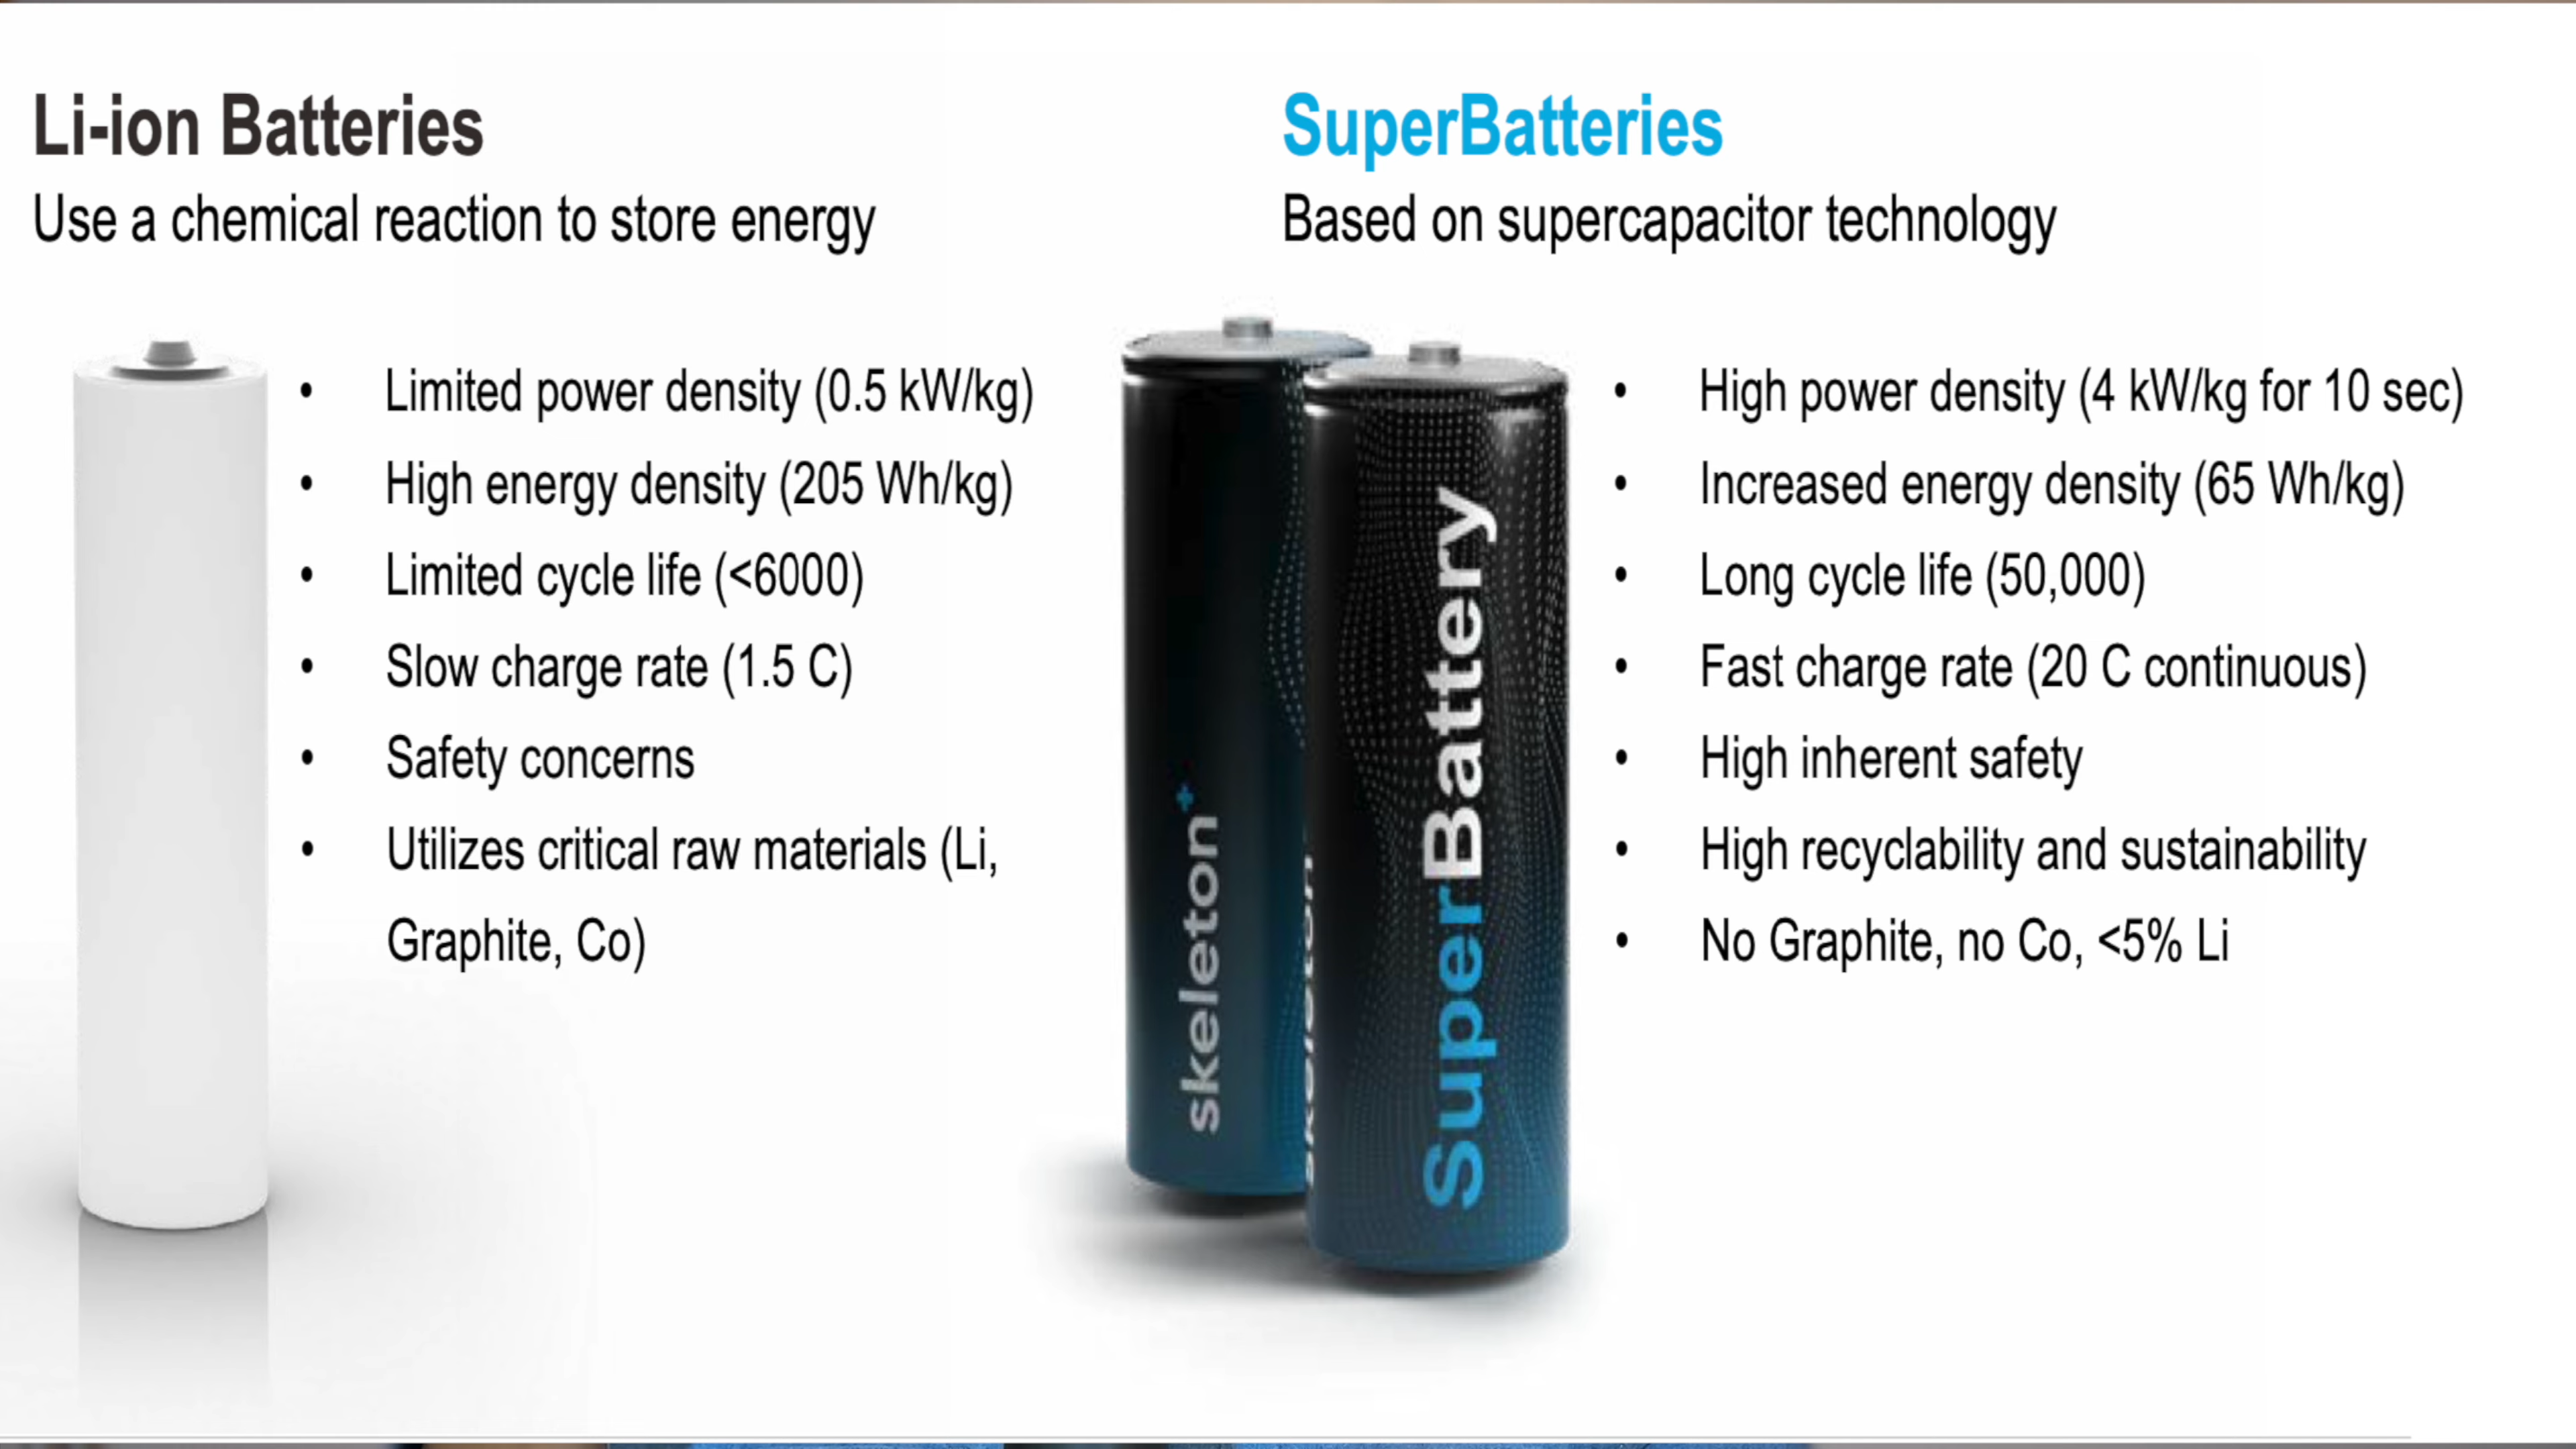 Li-ion Batteries
Use a chemical reaction to store energy
• Limited power density (0.5 kW/kg)
• High energy density (205 Wh/kg)
• Limited cycle life (<6000)
• Slow charge rate (1.5 C)
• Safety concerns
• Utilizes critical raw materials (Li,
Graphite, Co)
SuperBatteries
Based on supercapacitor technology
skeleton+
skeleton
SuperBattery
• High power density (4 kW/kg for 10 sec)
• Increased energy density (65 Wh/kg)
• Long cycle life (50,000)
• Fast charge rate (20 C continuous)
• High inherent safety
• High recyclability and sustainability
• No Graphite, no Co, <5% Li